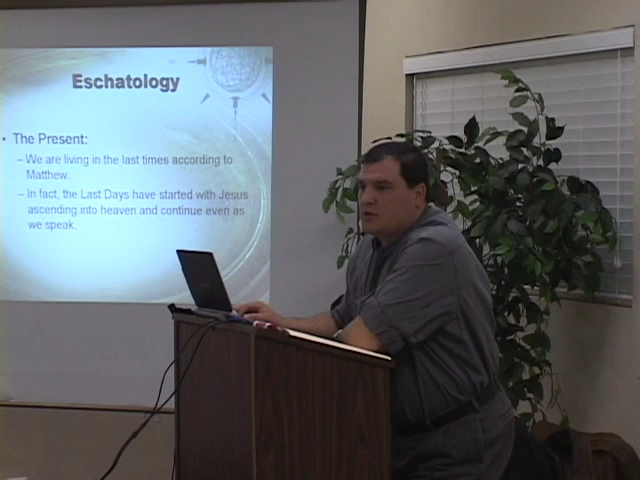 Eschatology
• The Present:
– We are living in the last times according to
Matthew.
– In fact, the Last Days have started with Jesus
ascending into heaven and continue even as
we speak.